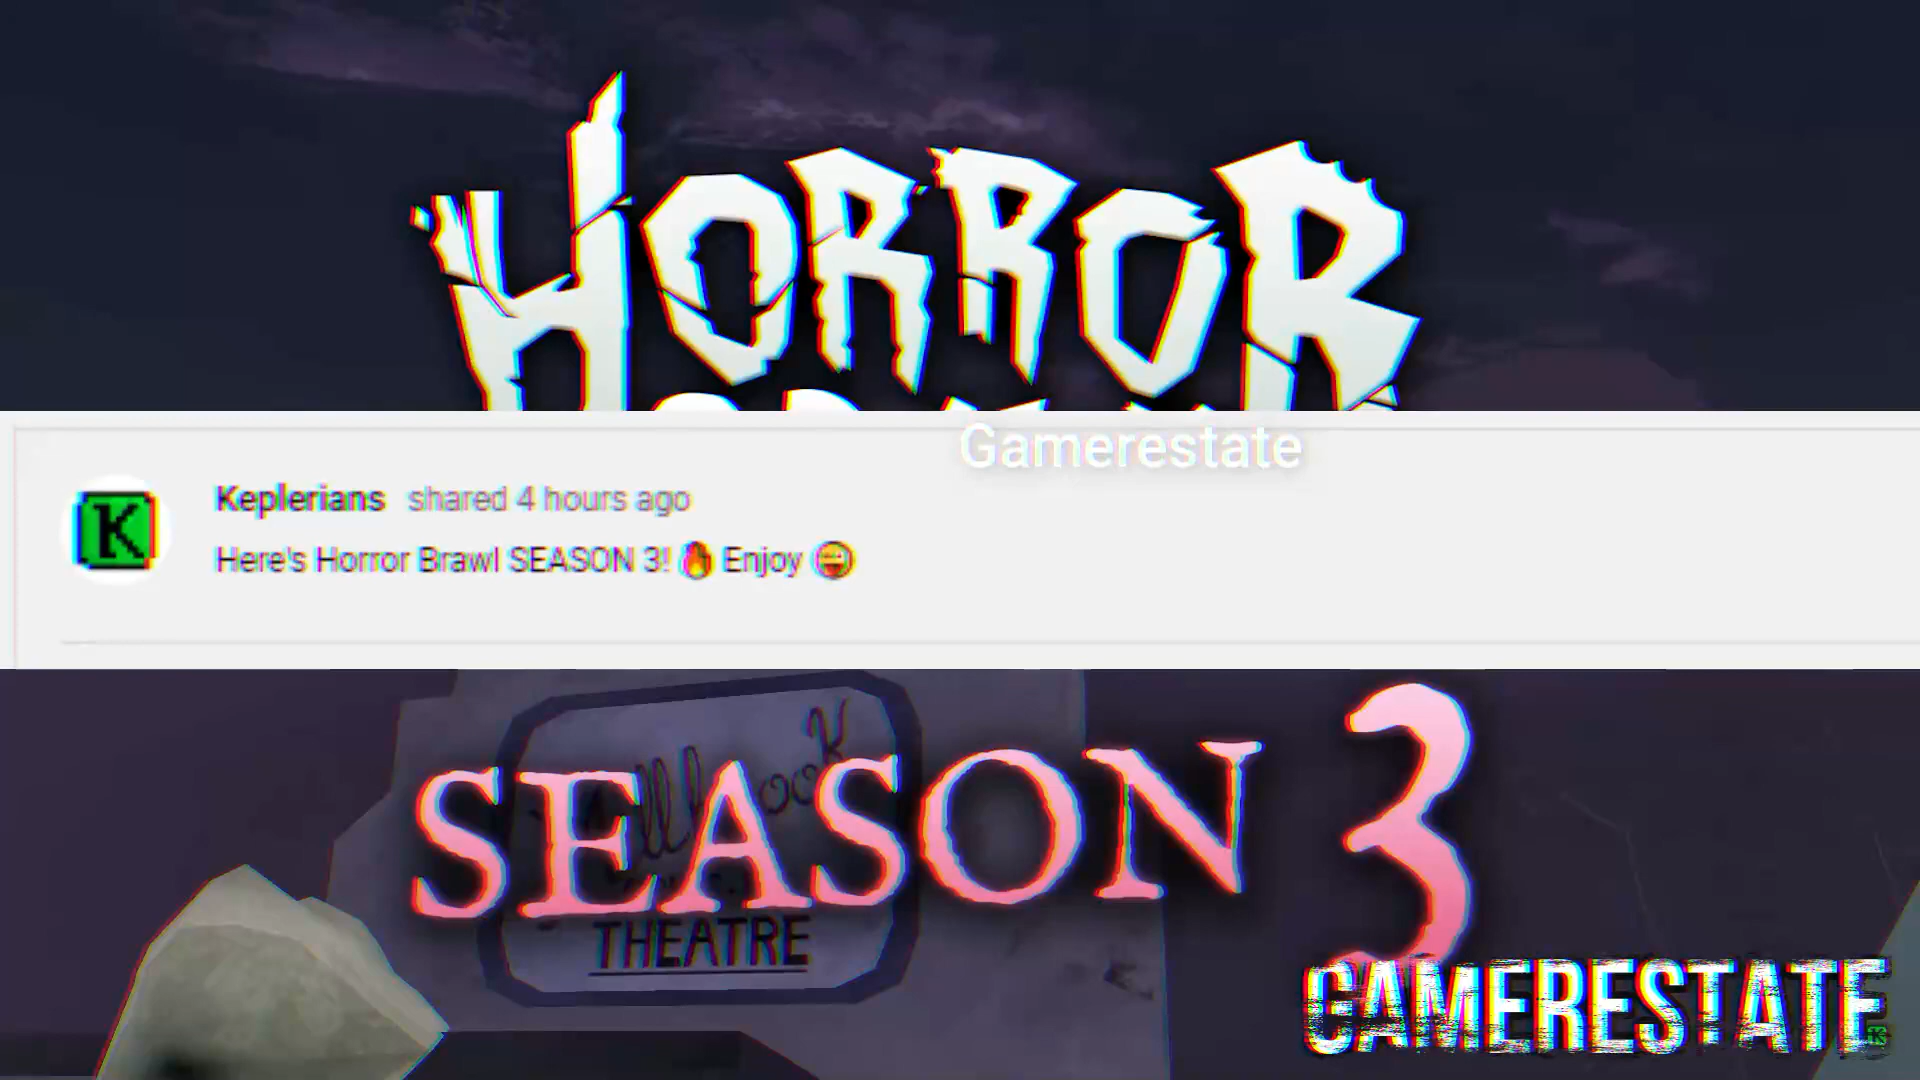 HORROR
Gamerestate
K
Keplerians shared 4 hours ago
Here's Horror Brawl SEASON 3! 🔥 Enjoy 😄
SEASON 3
THEATRE
GAMERESTATE